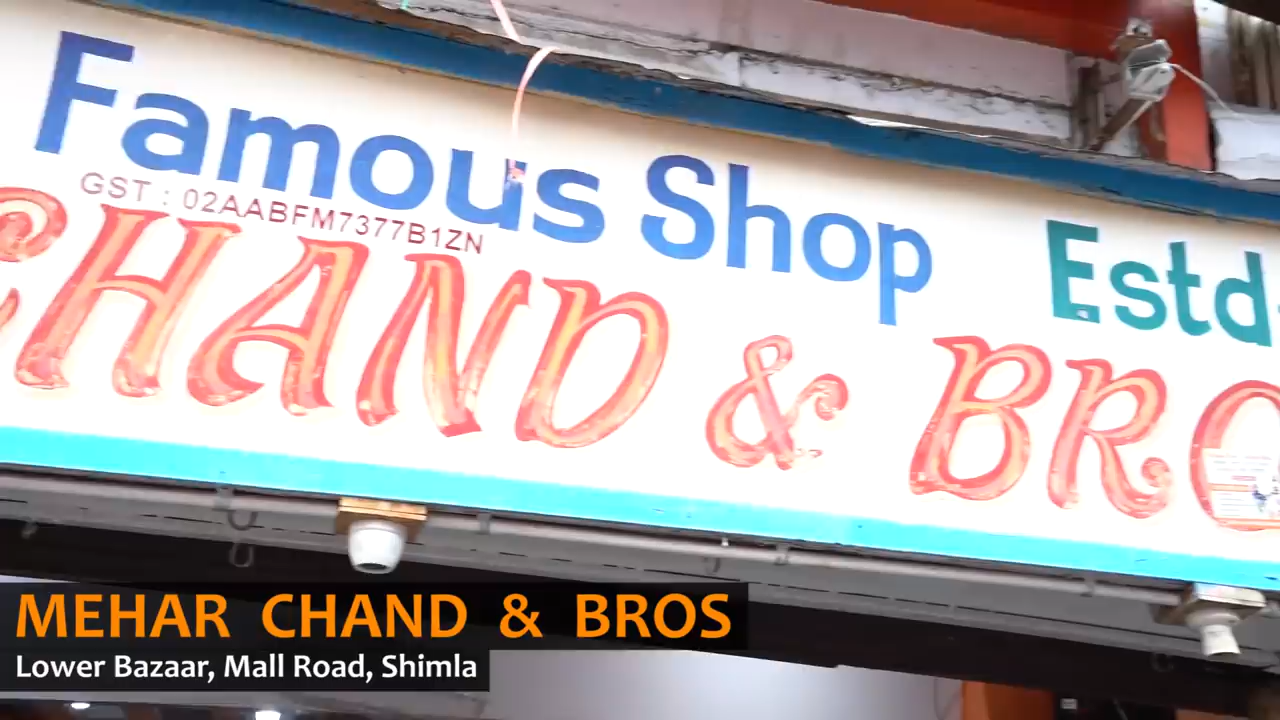 Famous Shop Estd
GST : 02AABFM7377B1ZN
CHAND & BRO
MEHAR CHAND & BROS
Lower Bazaar, Mall Road, Shimla